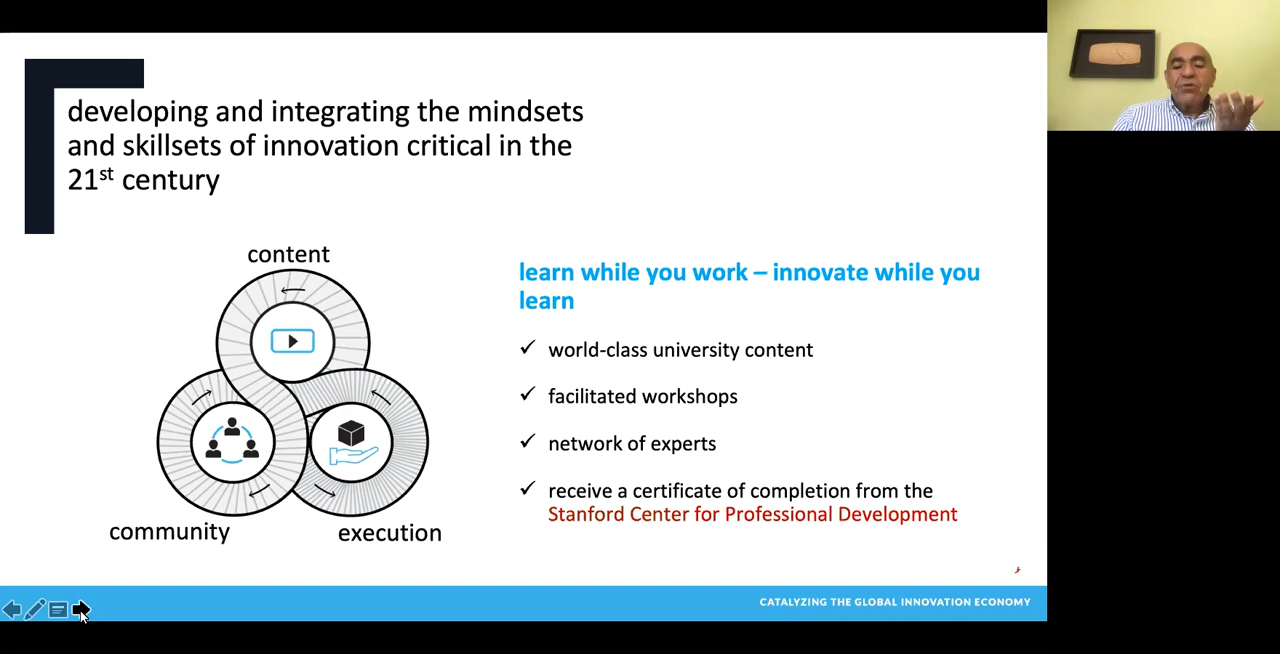 developing and integrating the mindsets
and skillsets of innovation critical in the
21st century
content
community
execution
learn while you work – innovate while you
learn
✓ world-class university content
✓ facilitated workshops
✓ network of experts
✓ receive a certificate of completion from the
Stanford Center for Professional Development
CATALYZING THE GLOBAL INNOVATION ECONOMY